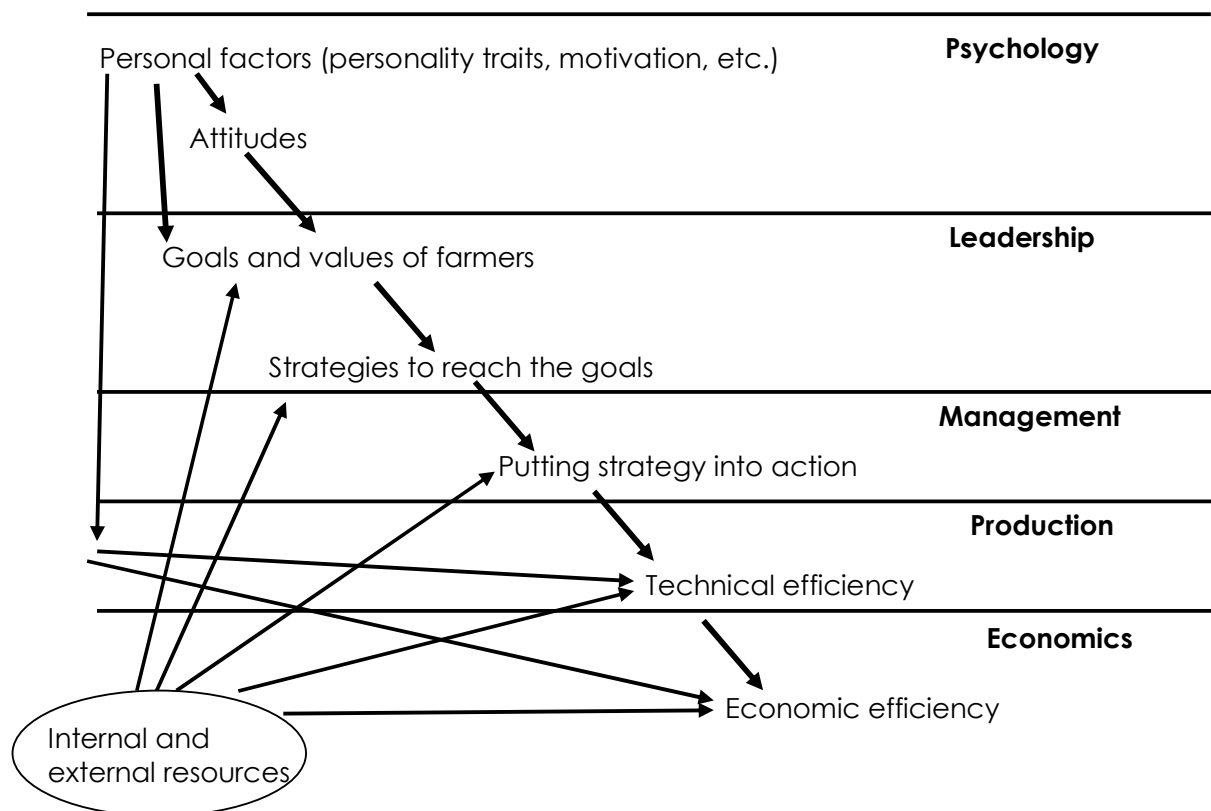 Psychology
Personal factors (personality traits, motivation, etc.)
Attitudes
Leadership
Goals and values of farmers
Strategies to reach the goals
Management
Putting strategy into action
Production
Technical efficiency
Economics
Economic efficiency
Internal and
external resources